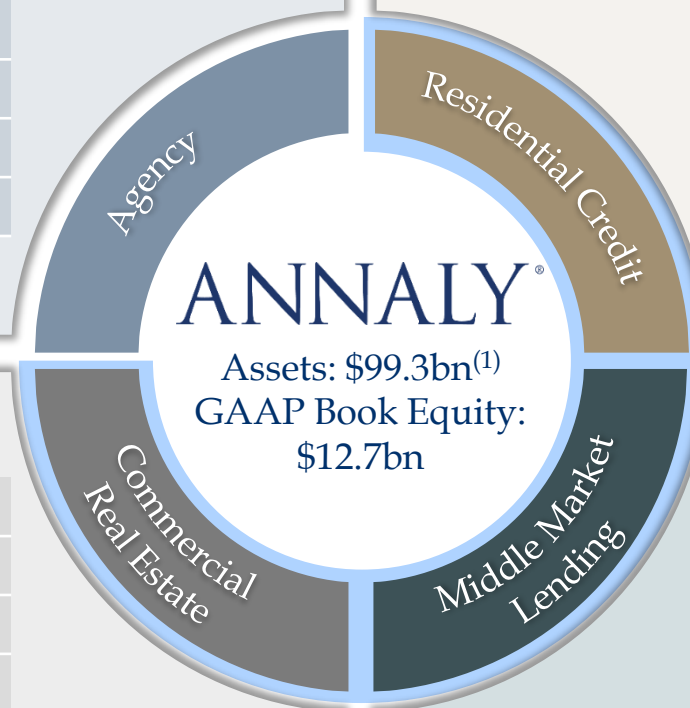 Agency
Residential Credit
ANNALY®
Assets: $99.3bn(1)
GAAP Book Equity:
$12.7bn
Commercial
Real Estate
Middle Market
Lending